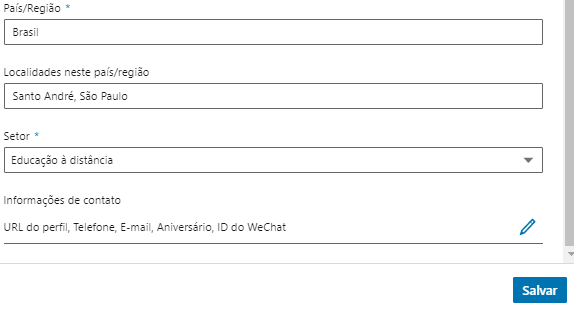 País/Região *
Brasil
Localidades neste país/região
Santo André, São Paulo
Setor *
Educação à distância
Informações de contato
URL do perfil, Telefone, E-mail, Aniversário, ID do WeChat
Salvar